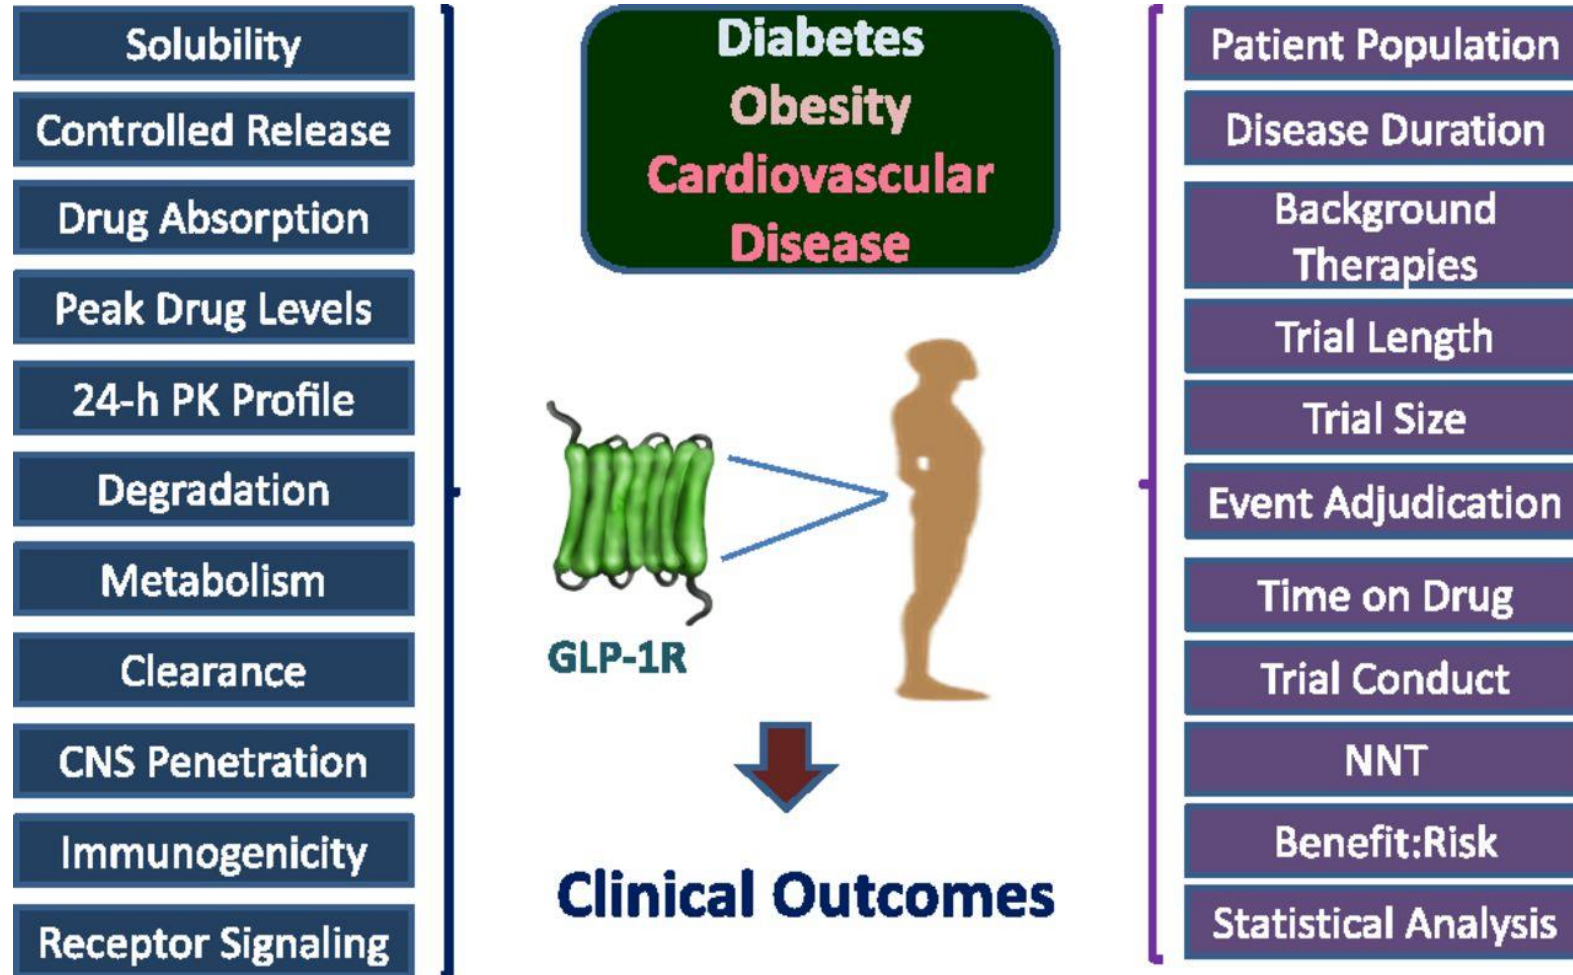 Solubility
Controlled Release
Drug Absorption
Peak Drug Levels
24-h PK Profile
Degradation
Metabolism
Clearance
CNS Penetration
Immunogenicity
Receptor Signaling
Diabetes
Obesity
Cardiovascular
Disease
GLP-1R
Clinical Outcomes
Patient Population
Disease Duration
Background
Therapies
Trial Length
Trial Size
Event Adjudication
Time on Drug
Trial Conduct
NNT
Benefit:Risk
Statistical Analysis